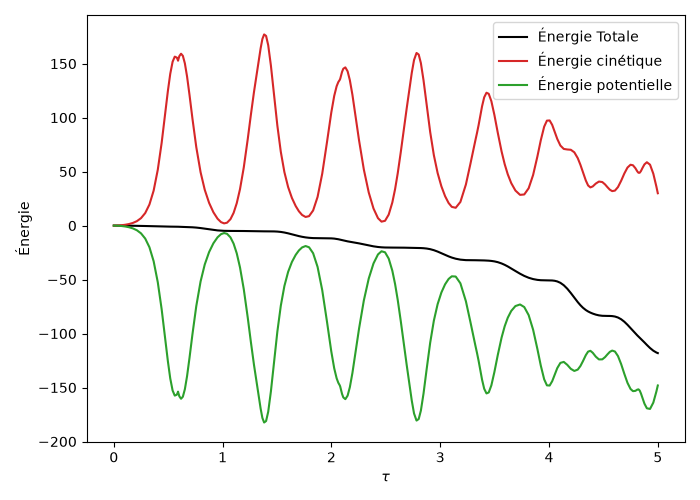 Énergie Totale
Énergie cinétique
Énergie potentielle
Énergie
150
100
50
0
−50
−100
−150
−200
0 1 2 3 4 5
τ